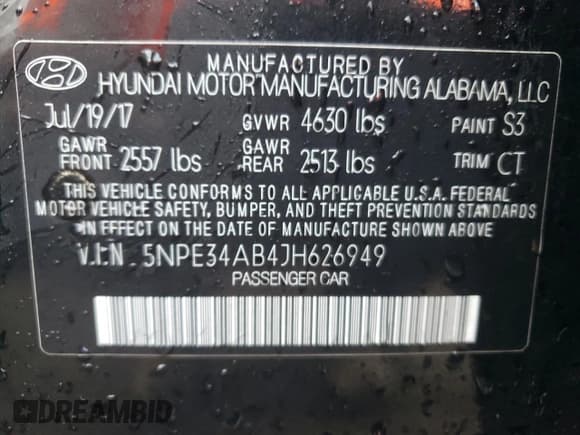 MANUFACTURED BY
HYUNDAI MOTOR MANUFACTURING ALABAMA, LLC
Jul/19/17 GVWR 4630 lbs PAINT S3
GAWR FRONT 2557 lbs GAWR REAR 2513 lbs TRIM CT
THIS VEHICLE CONFORMS TO ALL APPLICABLE U.S.A. FEDERAL
MOTOR VEHICLE SAFETY, BUMPER, AND THEFT PREVENTION STANDARDS
IN EFFECT ON THE DATE OF MANUFACTURE SHOWN ABOVE.
V.I.N. 5NPE34AB4JH626949
PASSENGER CAR
DREAMBID